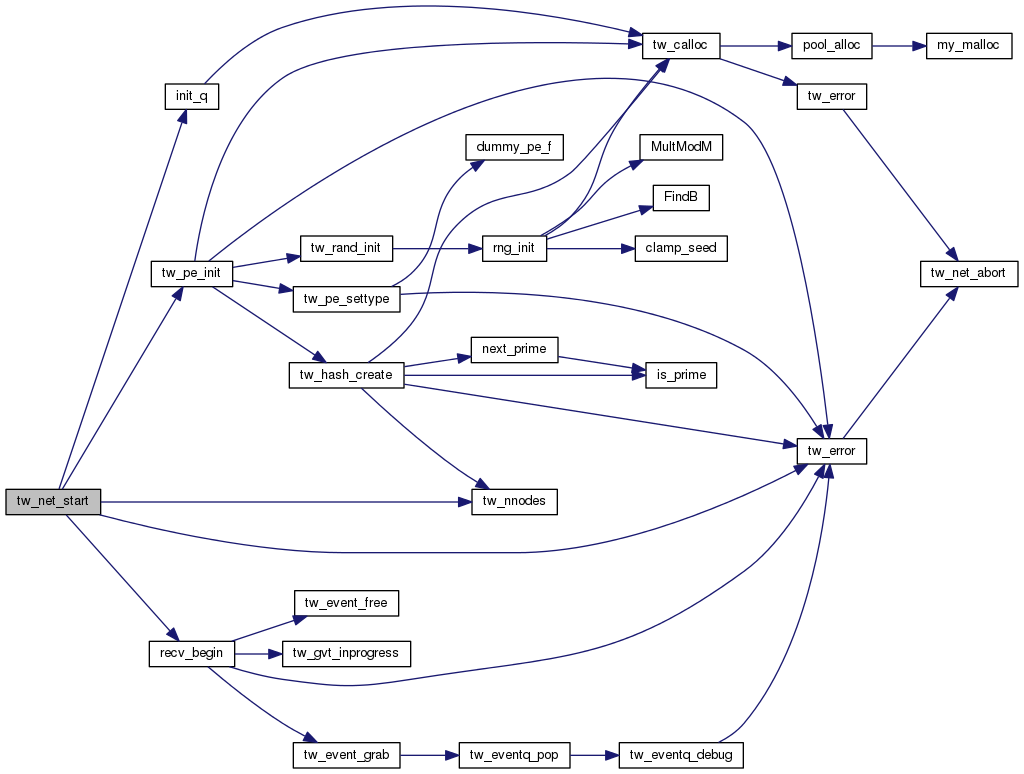 tw_calloc
pool_alloc
my_malloc
init_q
tw_error
dummy_pe_f
MultModM
FindB
tw_rand_init
rng_init
clamp_seed
tw_pe_init
tw_net_abort
tw_pe_settype
next_prime
tw_hash_create
is_prime
tw_error
tw_net_start
tw_nnodes
tw_event_free
recv_begin
tw_gvt_inprogress
tw_event_grab
tw_eventq_pop
tw_eventq_debug